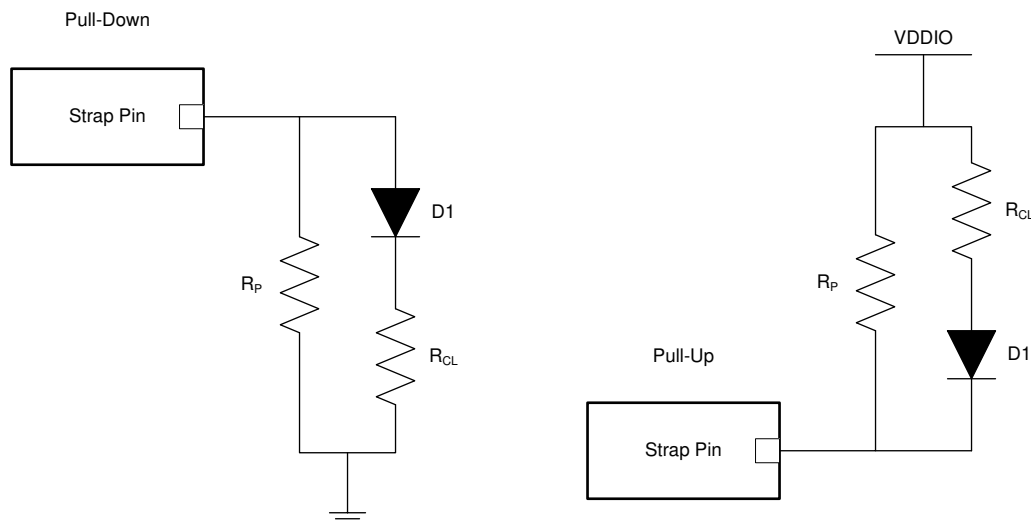 Pull-Down
Strap Pin
D1
RP
RCL
VDDIO
RCL
RP
D1
Pull-Up
Strap Pin